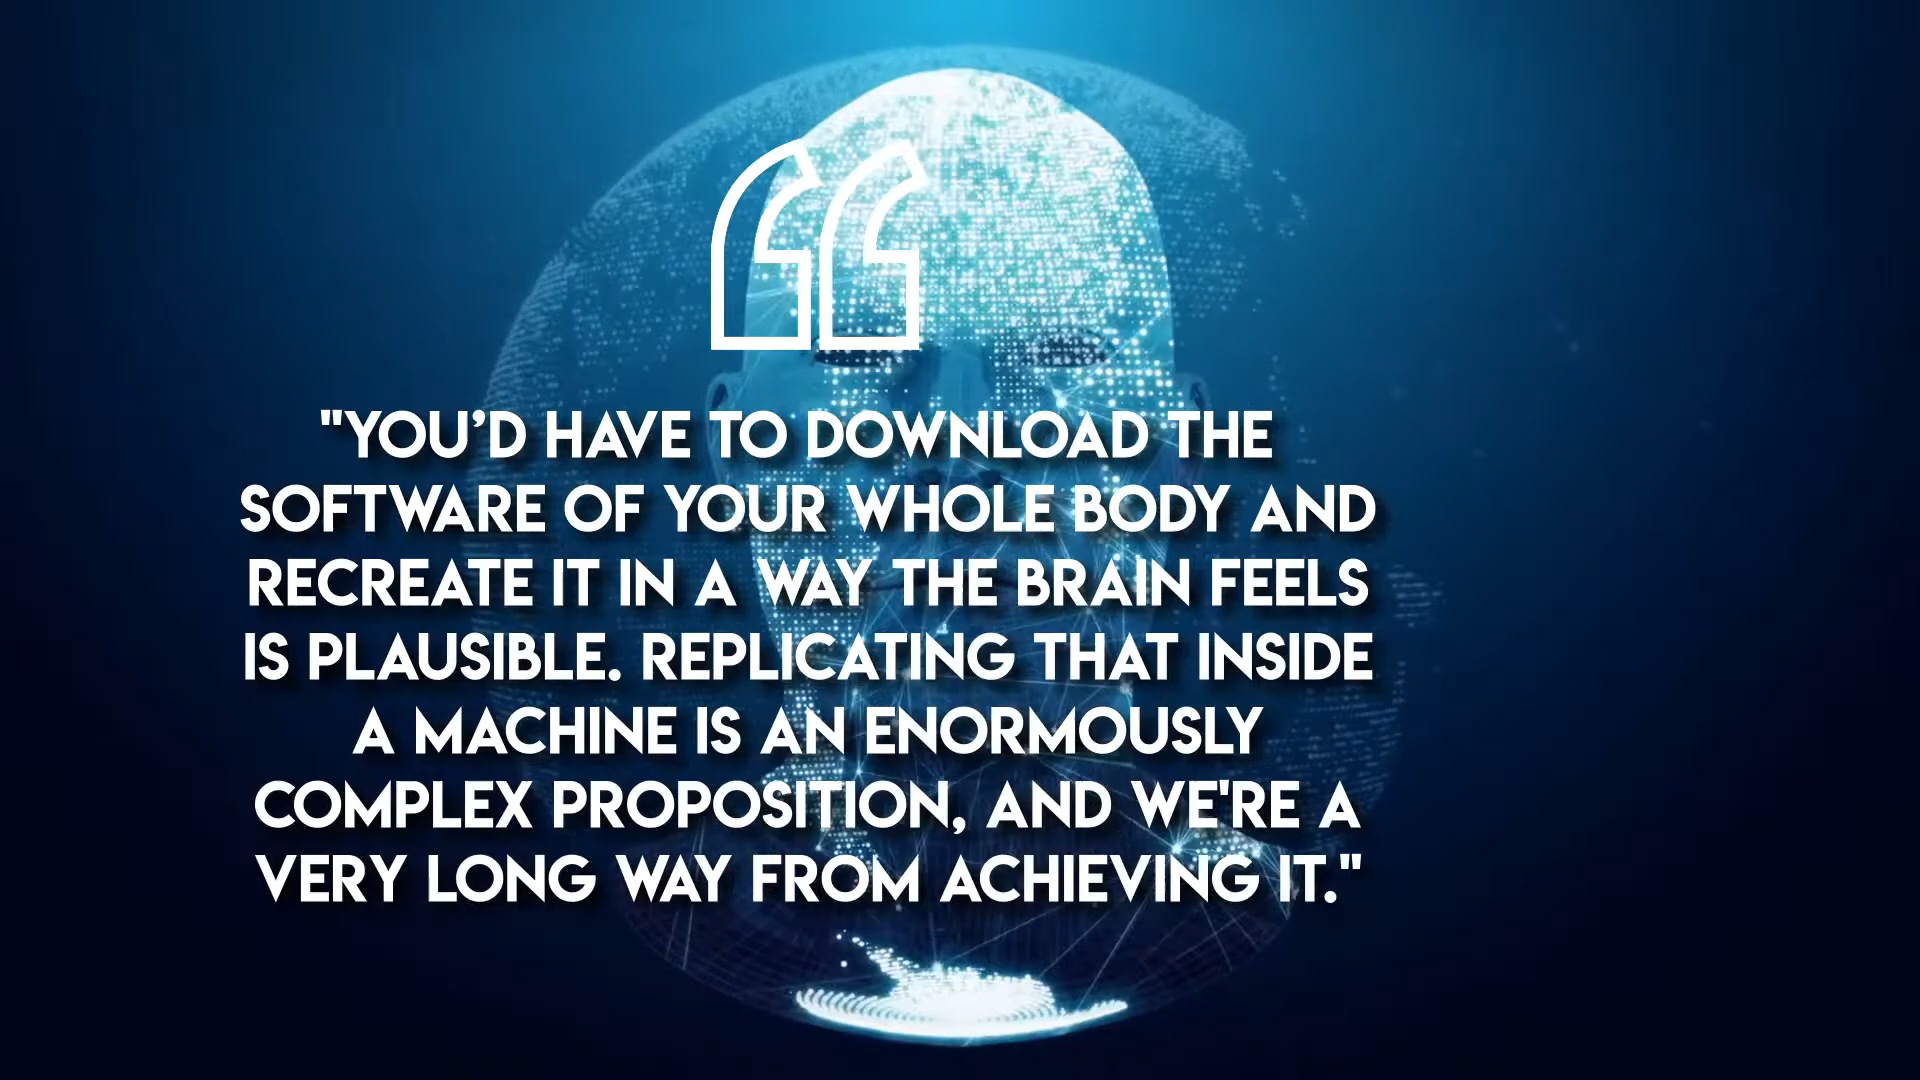 "YOU’D HAVE TO DOWNLOAD THE
SOFTWARE OF YOUR WHOLE BODY AND
RECREATE IT IN A WAY THE BRAIN FEELS
IS PLAUSIBLE. REPLICATING THAT INSIDE
A MACHINE IS AN ENORMOUSLY
COMPLEX PROPOSITION, AND WE'RE A
VERY LONG WAY FROM ACHIEVING IT."